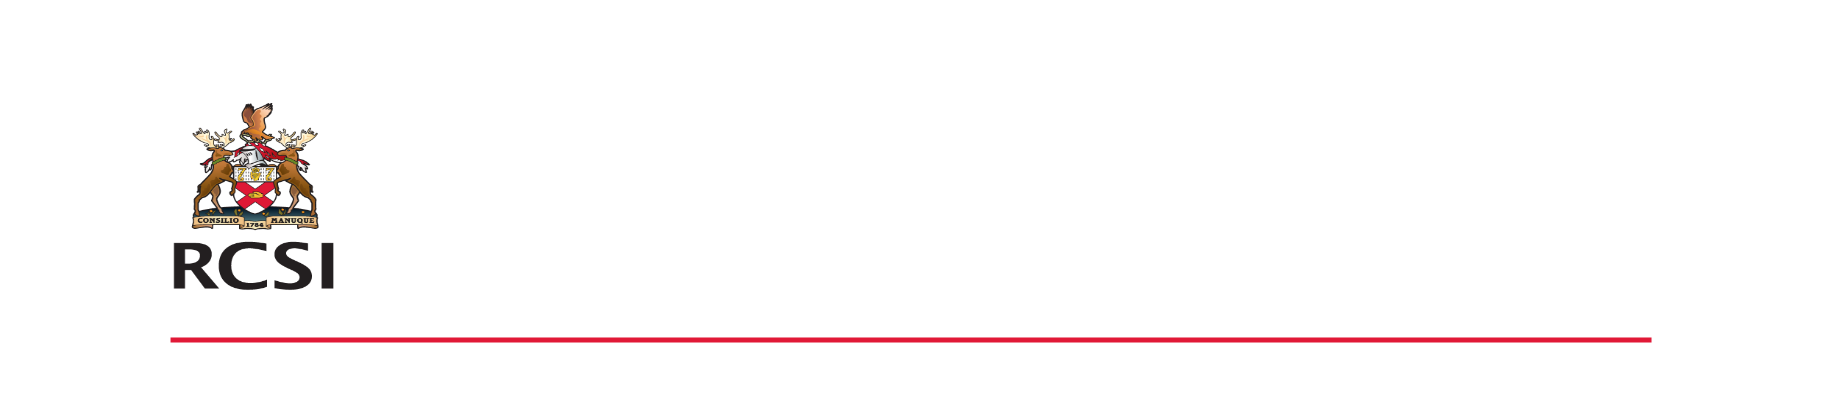 CONSILIO 1784 MANUQUE
RCSI